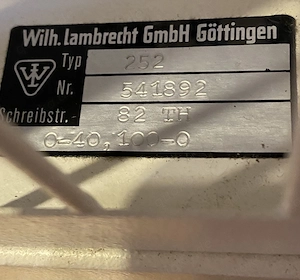 Wilh. Lambrecht GmbH Göttingen
Typ 252
Nr. 541892
Schreibstr.- 82 TH
0-40,100-0